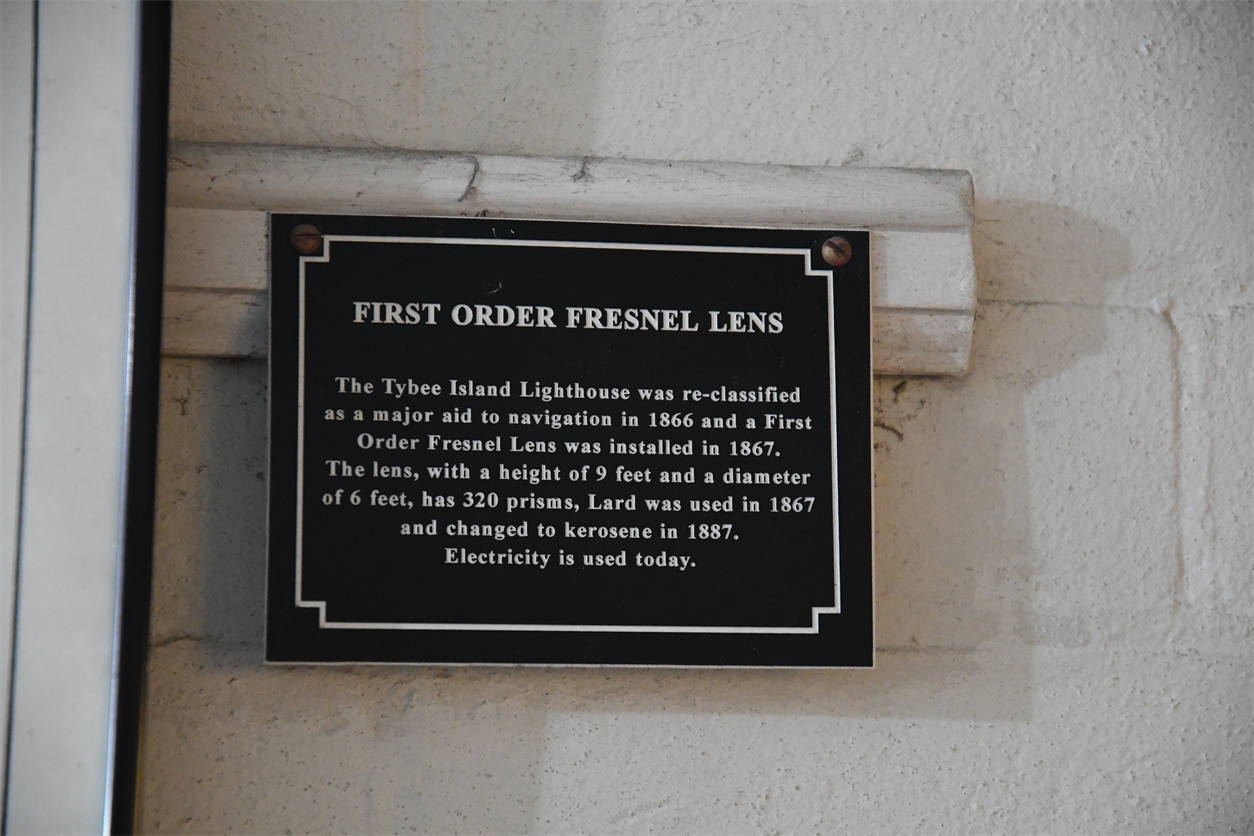 FIRST ORDER FRESNEL LENS
The Tybee Island Lighthouse was re-classified
as a major aid to navigation in 1866 and a First
Order Fresnel Lens was installed in 1867.
The lens, with a height of 9 feet and a diameter
of 6 feet, has 320 prisms, Lard was used in 1867
and changed to kerosene in 1887.
Electricity is used today.